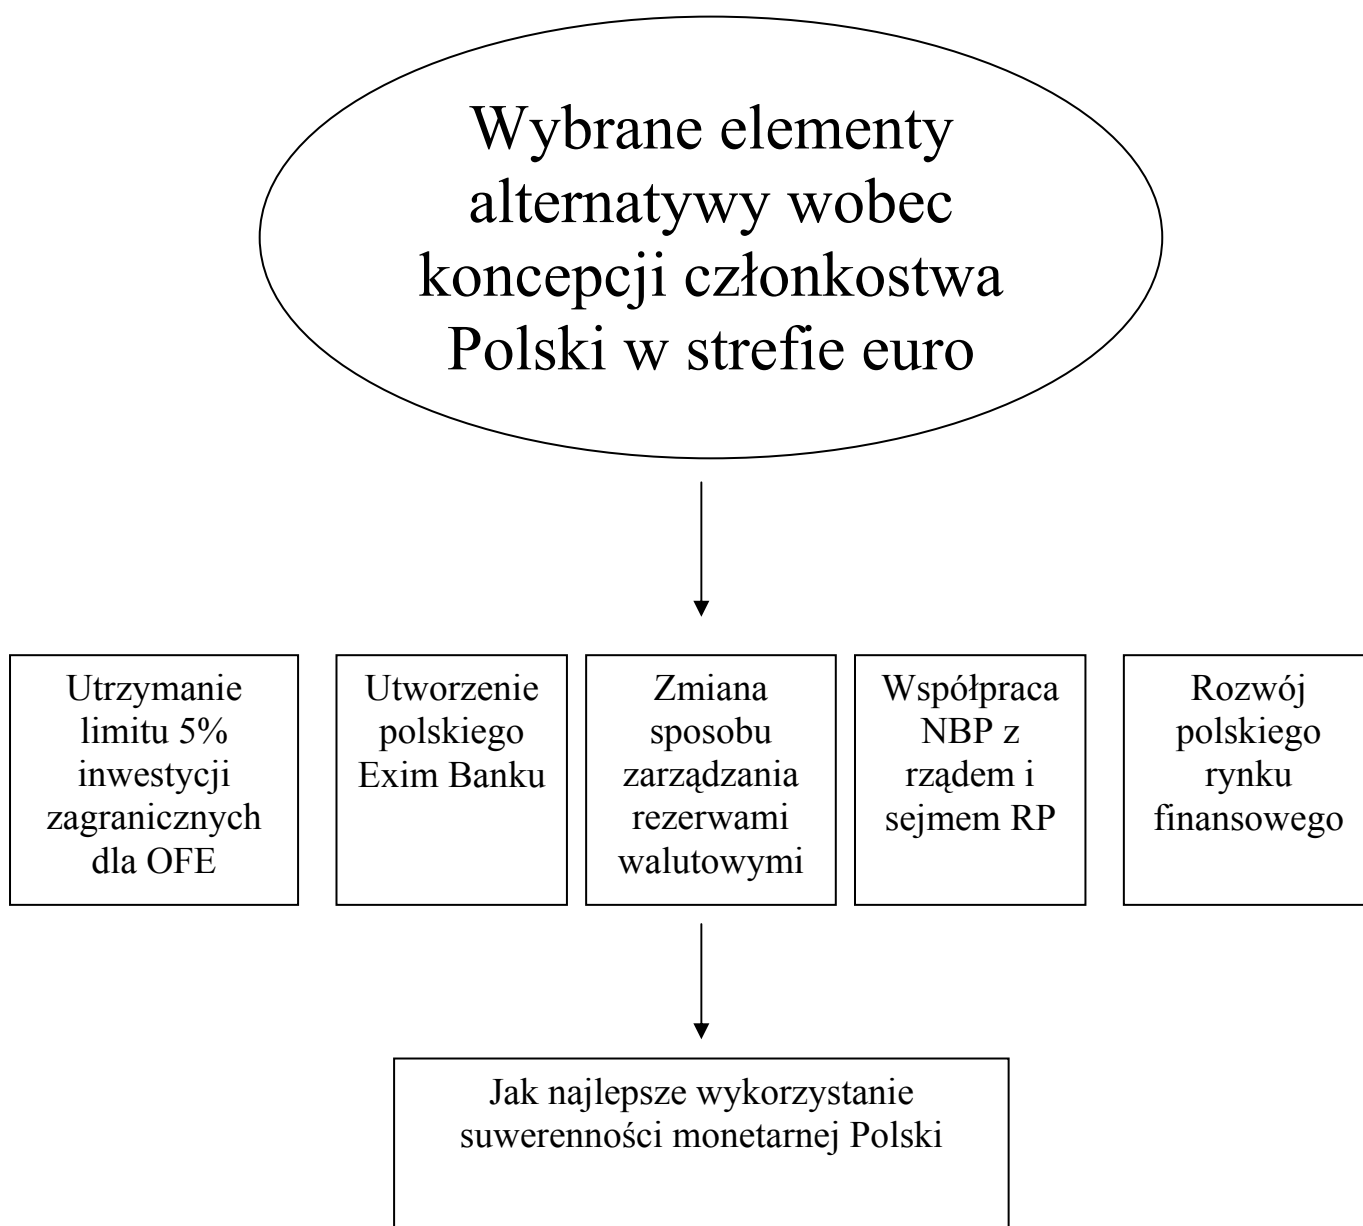 Wybrane elementy
alternatywy wobec
koncepcji członkostwa
Polski w strefie euro
Utrzymanie
limitu 5%
inwestycji
zagranicznych
dla OFE
Utworzenie
polskiego
Exim Banku
Zmiana
sposobu
zarządzania
rezerwami
walutowymi
Współpraca
NBP z
rządem i
sejmem RP
Rozwój
polskiego
rynku
finansowego
Jak najlepsze wykorzystanie
suwerenności monetarnej Polski